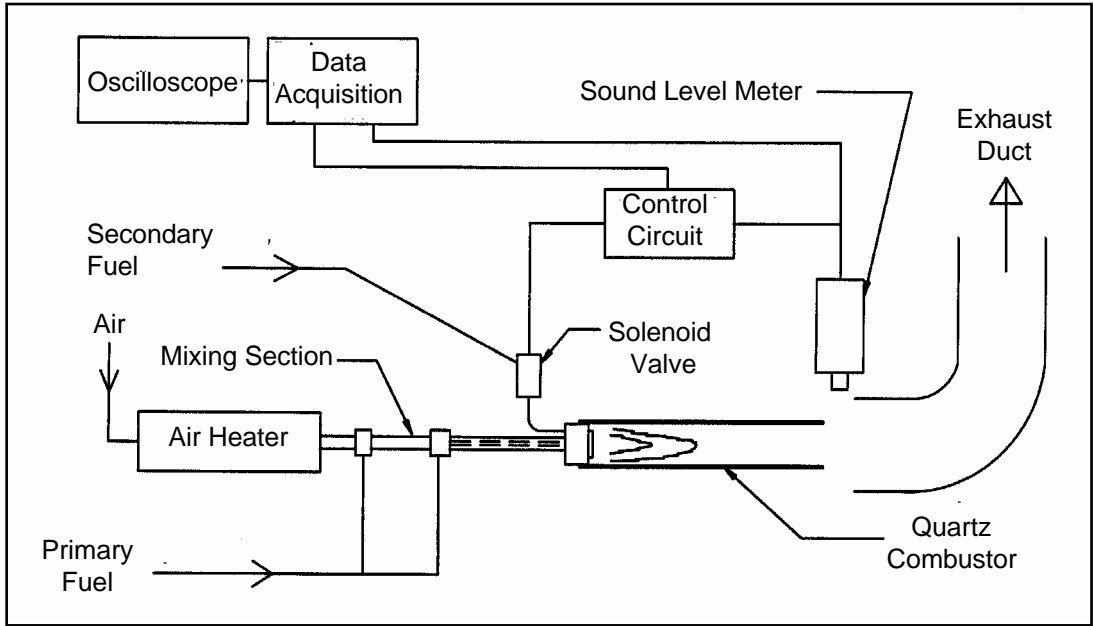 Oscilloscope
Data
Acquisition
Sound Level Meter
Exhaust
Duct
Control
Circuit
Secondary
Fuel
Air
Mixing Section
Solenoid
Valve
Air Heater
Primary
Fuel
Quartz
Combustor